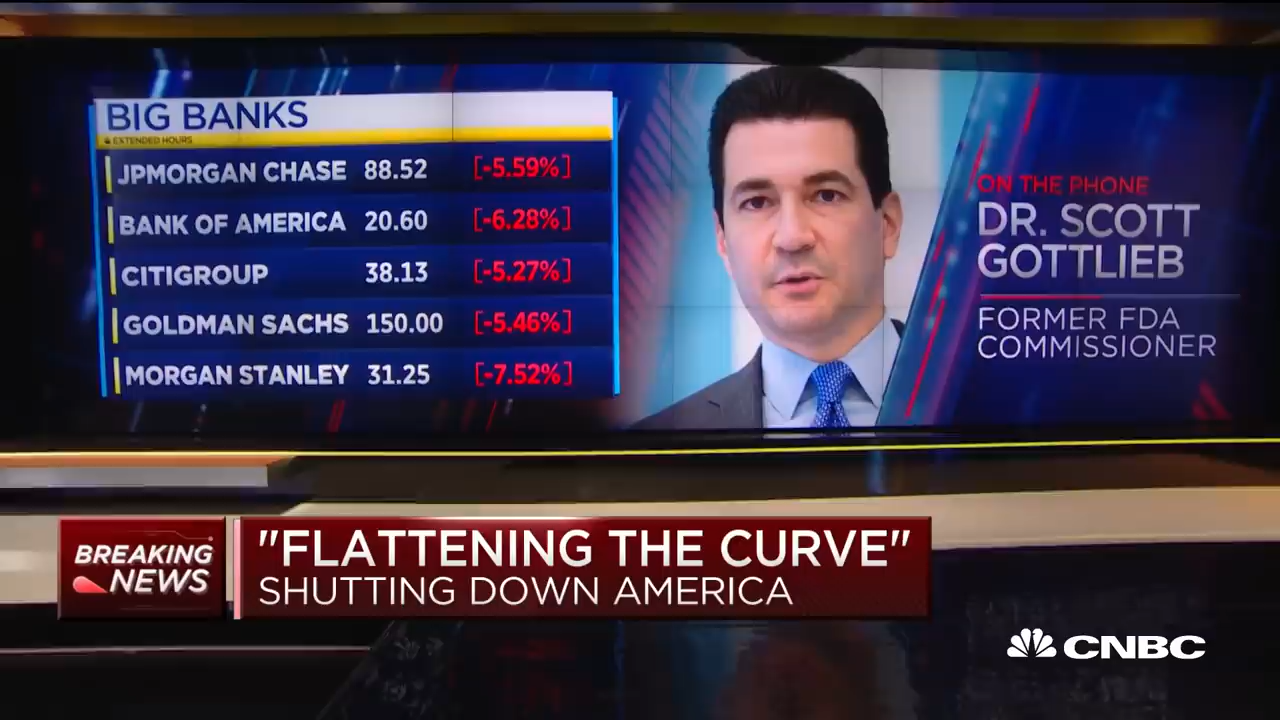 BIG BANKS
EXTENDED HOURS
JPMORGAN CHASE 88.52 [-5.59%]
BANK OF AMERICA 20.60 [-6.28%]
CITIGROUP 38.13 [-5.27%]
GOLDMAN SACHS 150.00 [-5.46%]
MORGAN STANLEY 31.25 [-7.52%]
ON THE PHONE
DR. SCOTT
GOTTLIEB
FORMER FDA
COMMISSIONER
BREAKING
NEWS
"FLATTENING THE CURVE"
SHUTTING DOWN AMERICA
CNBC